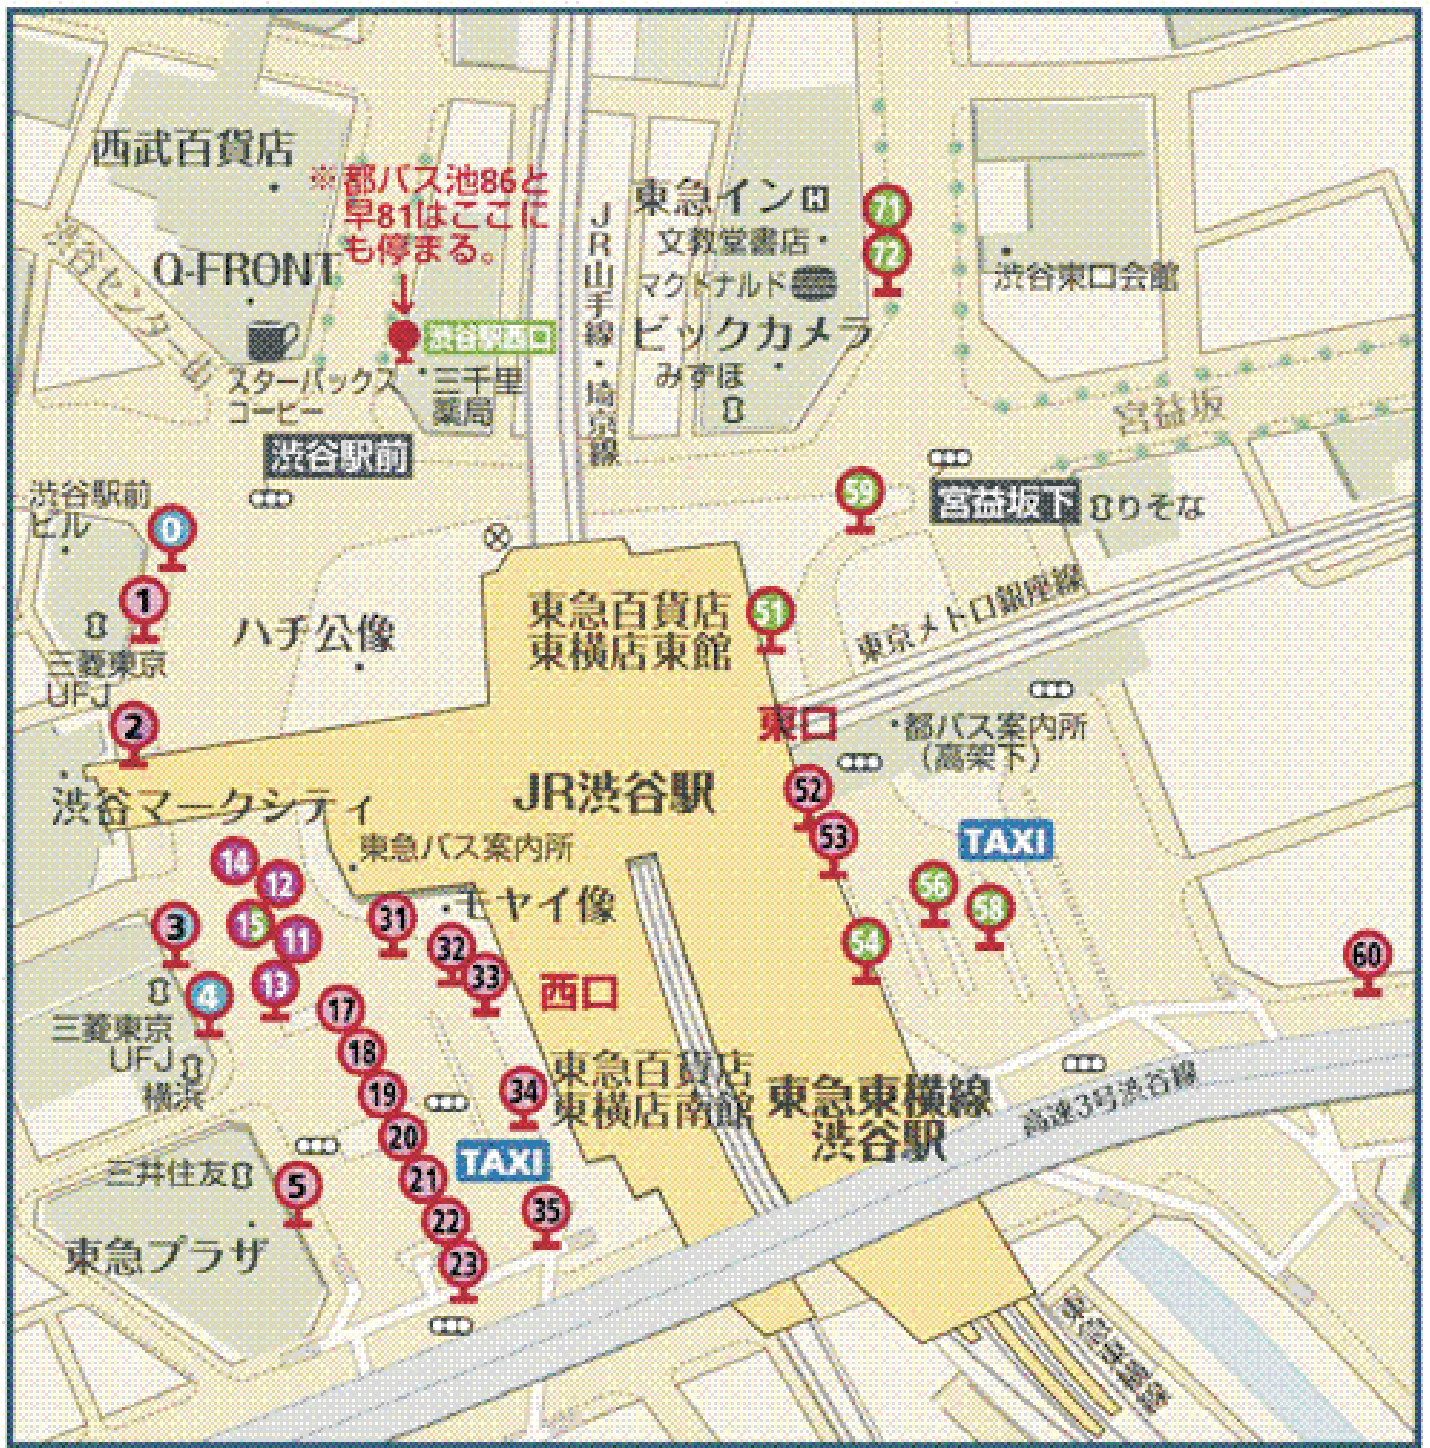 西武百貨店
※都バス池86と
早81はここに
も停まる。
Q-FRONT
渋谷センター街
スターバックス
コーヒー
渋谷駅西口
三千里
薬局
渋谷駅前
JR山手線・埼京線
東急イン H
文教堂書店
マクドナルド
ビックカメラ
みずほ
71
72
渋谷東口会館
宮益坂
59
宮益坂下
りそな
渋谷駅前
ビル
0
1
三菱東京
UFJ
2
ハチ公像
東急百貨店
東横店東館
51
東京メトロ銀座線
東口
都バス案内所
(高架下)
渋谷マークシティ
JR渋谷駅
52
53
TAXI
東急バス案内所
モヤイ像
14
12
15
11
13
3
4
31
32
33
西口
54
56
58
60
三菱東京
UFJ
横浜
17
18
19
20
21
22
23
34
35
東急百貨店
東横店南館
東急東横線
渋谷駅
高速3号渋谷線
TAXI
三井住友
5
東急プラザ